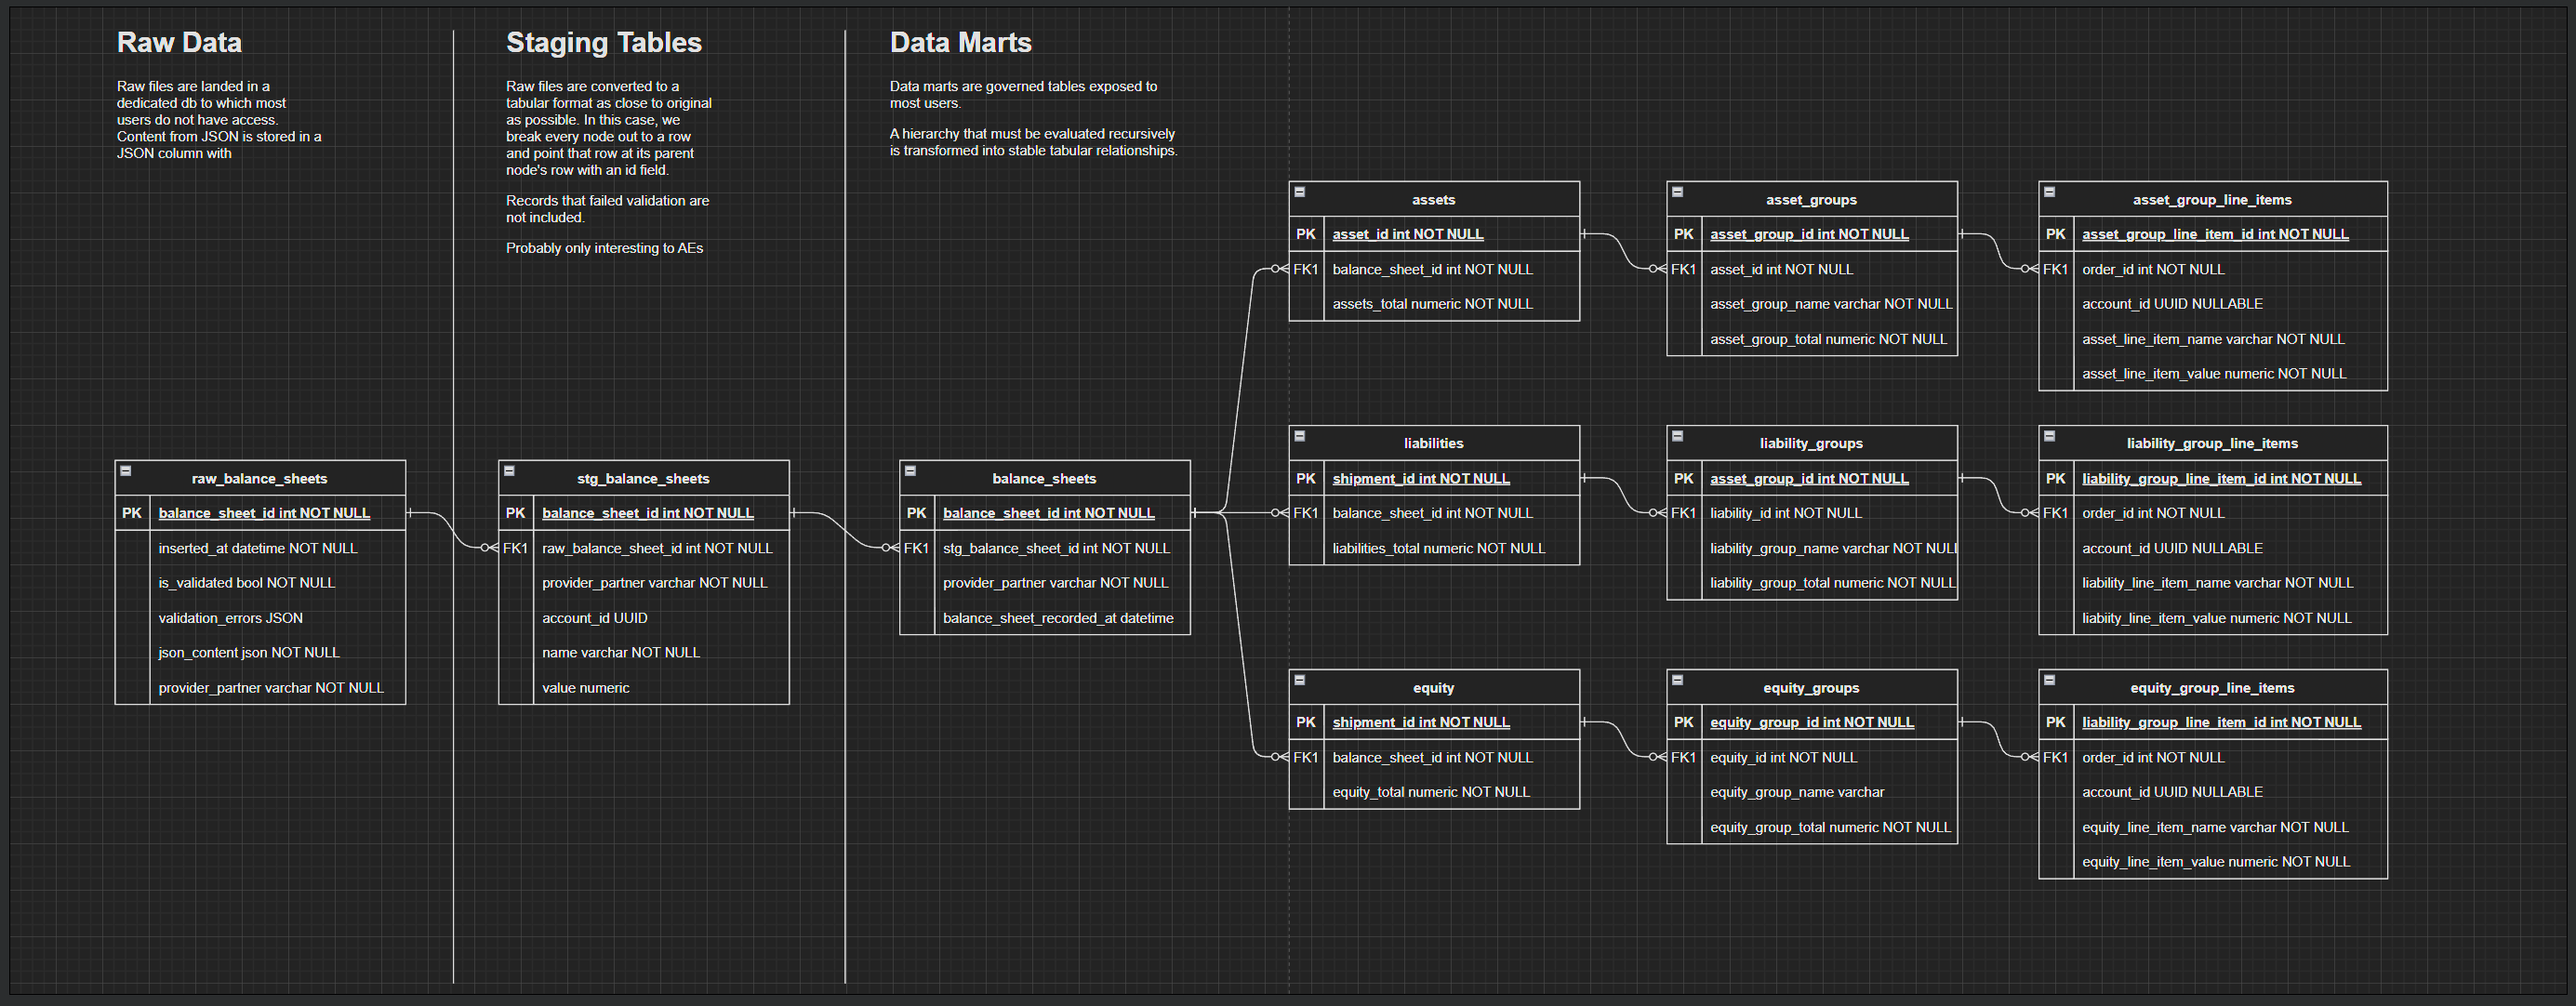 Raw Data
Raw files are landed in a
dedicated db to which most
users do not have access.
Content from JSON is stored in a
JSON column with
Staging Tables
Raw files are converted to a
tabular format as close to original
as possible. In this case, we
break every node out to a row
and point that row at its parent
node's row with an id field.
Records that failed validation are
not included.
Probably only interesting to AEs
Data Marts
Data marts are governed tables exposed to
most users.
A hierarchy that must be evaluated recursively
is transformed into stable tabular relationships.
raw_balance_sheets
PK balance_sheet_id int NOT NULL
inserted_at datetime NOT NULL
is_validated bool NOT NULL
validation_errors JSON
json_content json NOT NULL
provider_partner varchar NOT NULL
stg_balance_sheets
PK balance_sheet_id int NOT NULL
FK1 raw_balance_sheet_id int NOT NULL
provider_partner varchar NOT NULL
account_id UUID
name varchar NOT NULL
value numeric
balance_sheets
PK balance_sheet_id int NOT NULL
FK1 stg_balance_sheet_id int NOT NULL
provider_partner varchar NOT NULL
balance_sheet_recorded_at datetime
assets
PK asset_id int NOT NULL
FK1 balance_sheet_id int NOT NULL
assets_total numeric NOT NULL
asset_groups
PK asset_group_id int NOT NULL
FK1 asset_id int NOT NULL
asset_group_name varchar NOT NULL
asset_group_total numeric NOT NULL
asset_group_line_items
PK asset_group_line_item_id int NOT NULL
FK1 order_id int NOT NULL
account_id UUID NULLABLE
asset_line_item_name varchar NOT NULL
asset_line_item_value numeric NOT NULL
liabilities
PK shipment_id int NOT NULL
FK1 balance_sheet_id int NOT NULL
liabilities_total numeric NOT NULL
liability_groups
PK asset_group_id int NOT NULL
FK1 liability_id int NOT NULL
liability_group_name varchar NOT NULL
liability_group_total numeric NOT NULL
liability_group_line_items
PK liability_group_line_item_id int NOT NULL
FK1 order_id int NOT NULL
account_id UUID NULLABLE
liability_line_item_name varchar NOT NULL
liabiity_line_item_value numeric NOT NULL
equity
PK shipment_id int NOT NULL
FK1 balance_sheet_id int NOT NULL
equity_total numeric NOT NULL
equity_groups
PK equity_group_id int NOT NULL
FK1 equity_id int NOT NULL
equity_group_name varchar
equity_group_total numeric NOT NULL
equity_group_line_items
PK liability_group_line_item_id int NOT NULL
FK1 order_id int NOT NULL
account_id UUID NULLABLE
equity_line_item_name varchar NOT NULL
equity_line_item_value numeric NOT NULL